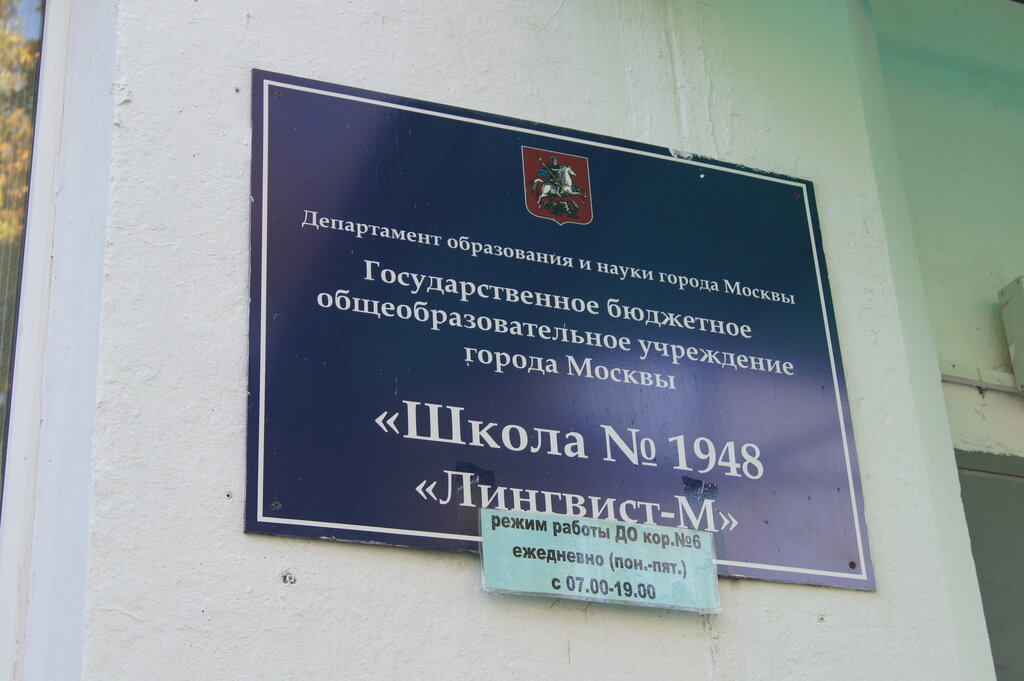 Департамент образования и науки города Москвы
Государственное бюджетное
общеобразовательное учреждение
города Москвы
«Школа № 1948
«Лингвист-М»
режим работы ДО кор.№6
ежедневно (пон.-пят.)
с 07.00-19.00